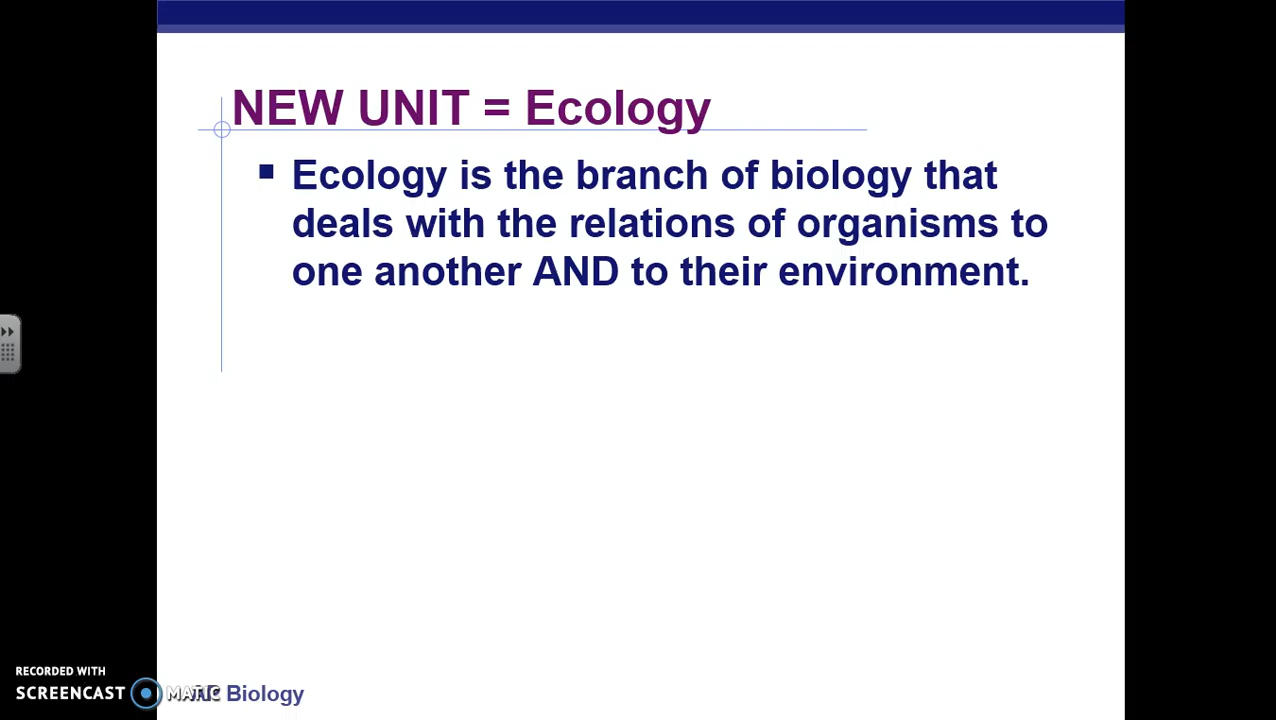 NEW UNIT = Ecology
Ecology is the branch of biology that
deals with the relations of organisms to
one another AND to their environment.
RECORDED WITH
SCREENCAST MATIC
Biology